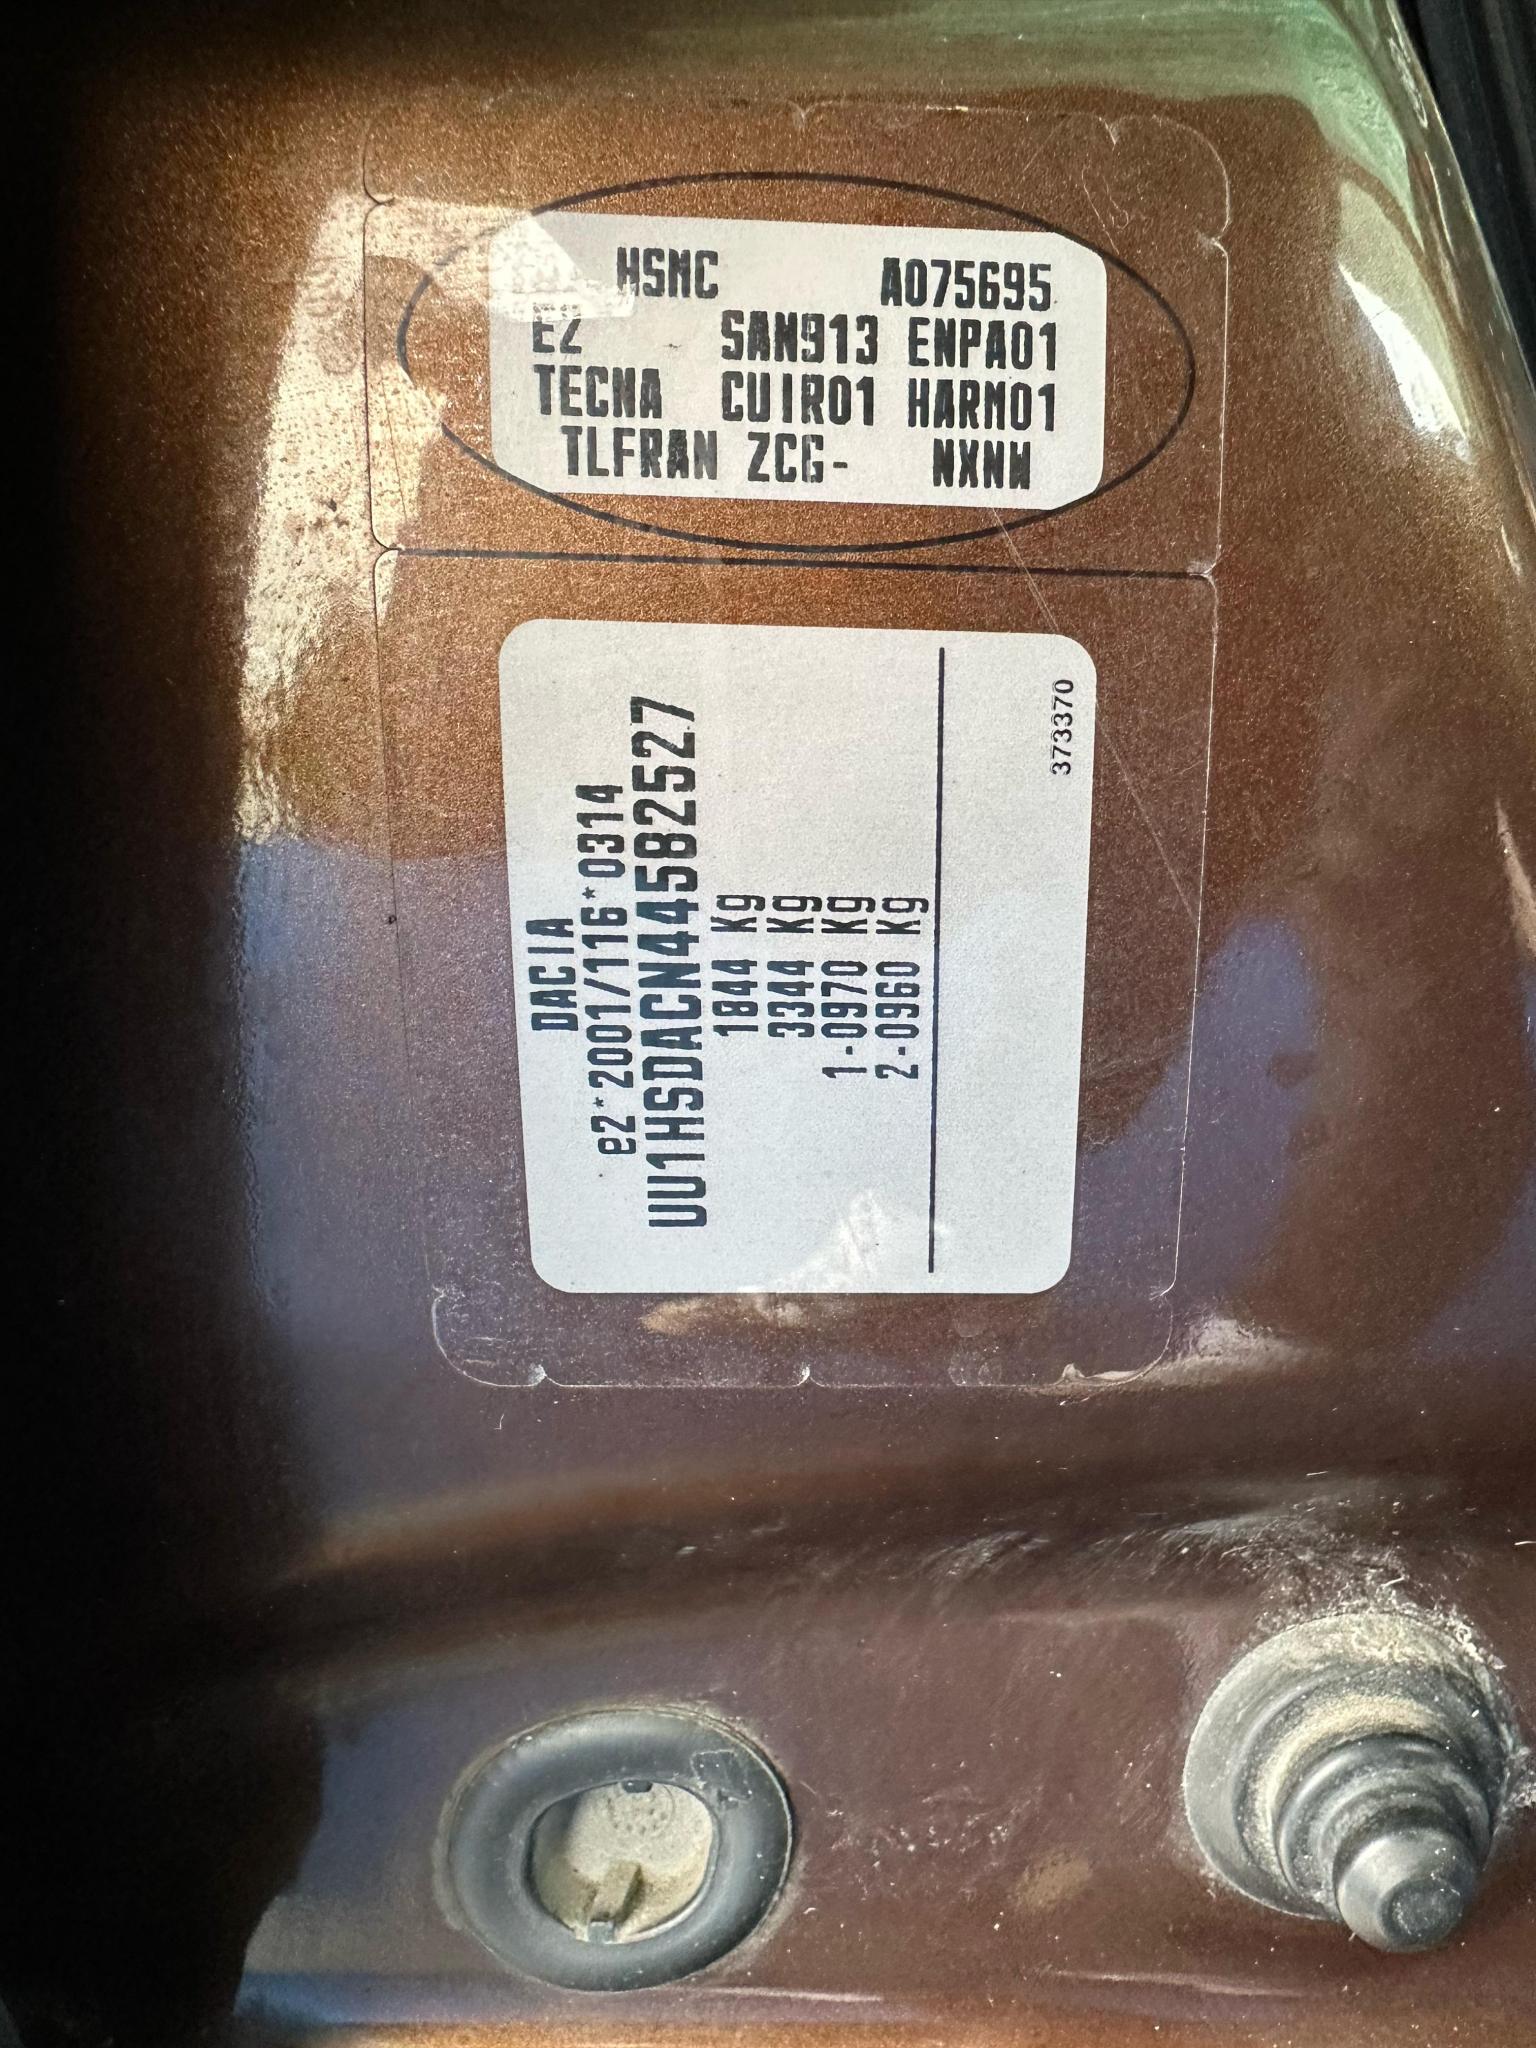 HSMC A075695
E2 SAN913 ENPA01
TECNA CUIR01 HARM01
TLFRAN ZCG- NXNW
DACIA
e2*2001/116*0314
UU1HSDACN44582527
1844 Kg
3344 Kg
1-0970 Kg
2-0960 Kg
373370